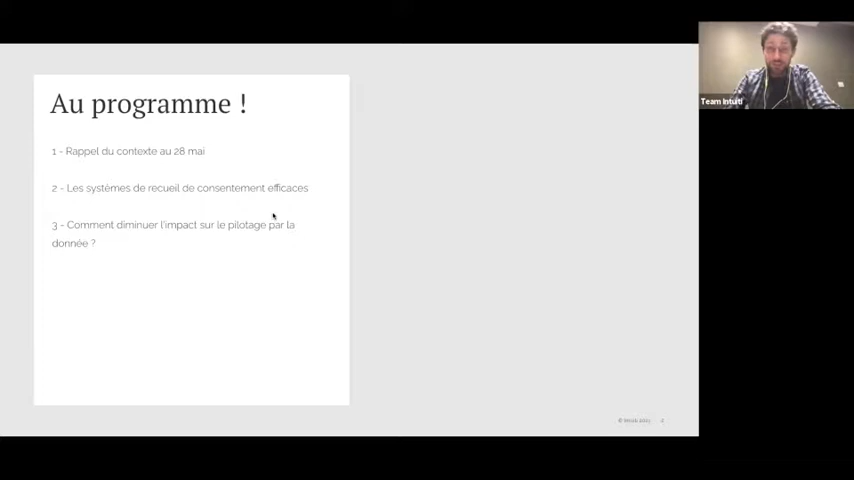 Au programme !
1 - Rappel du contexte au 28 mai
2 - Les systèmes de recueil de consentement efficaces
3 - Comment diminuer l'impact sur le pilotage par la
donnée ?
Team Intuiti
©
2